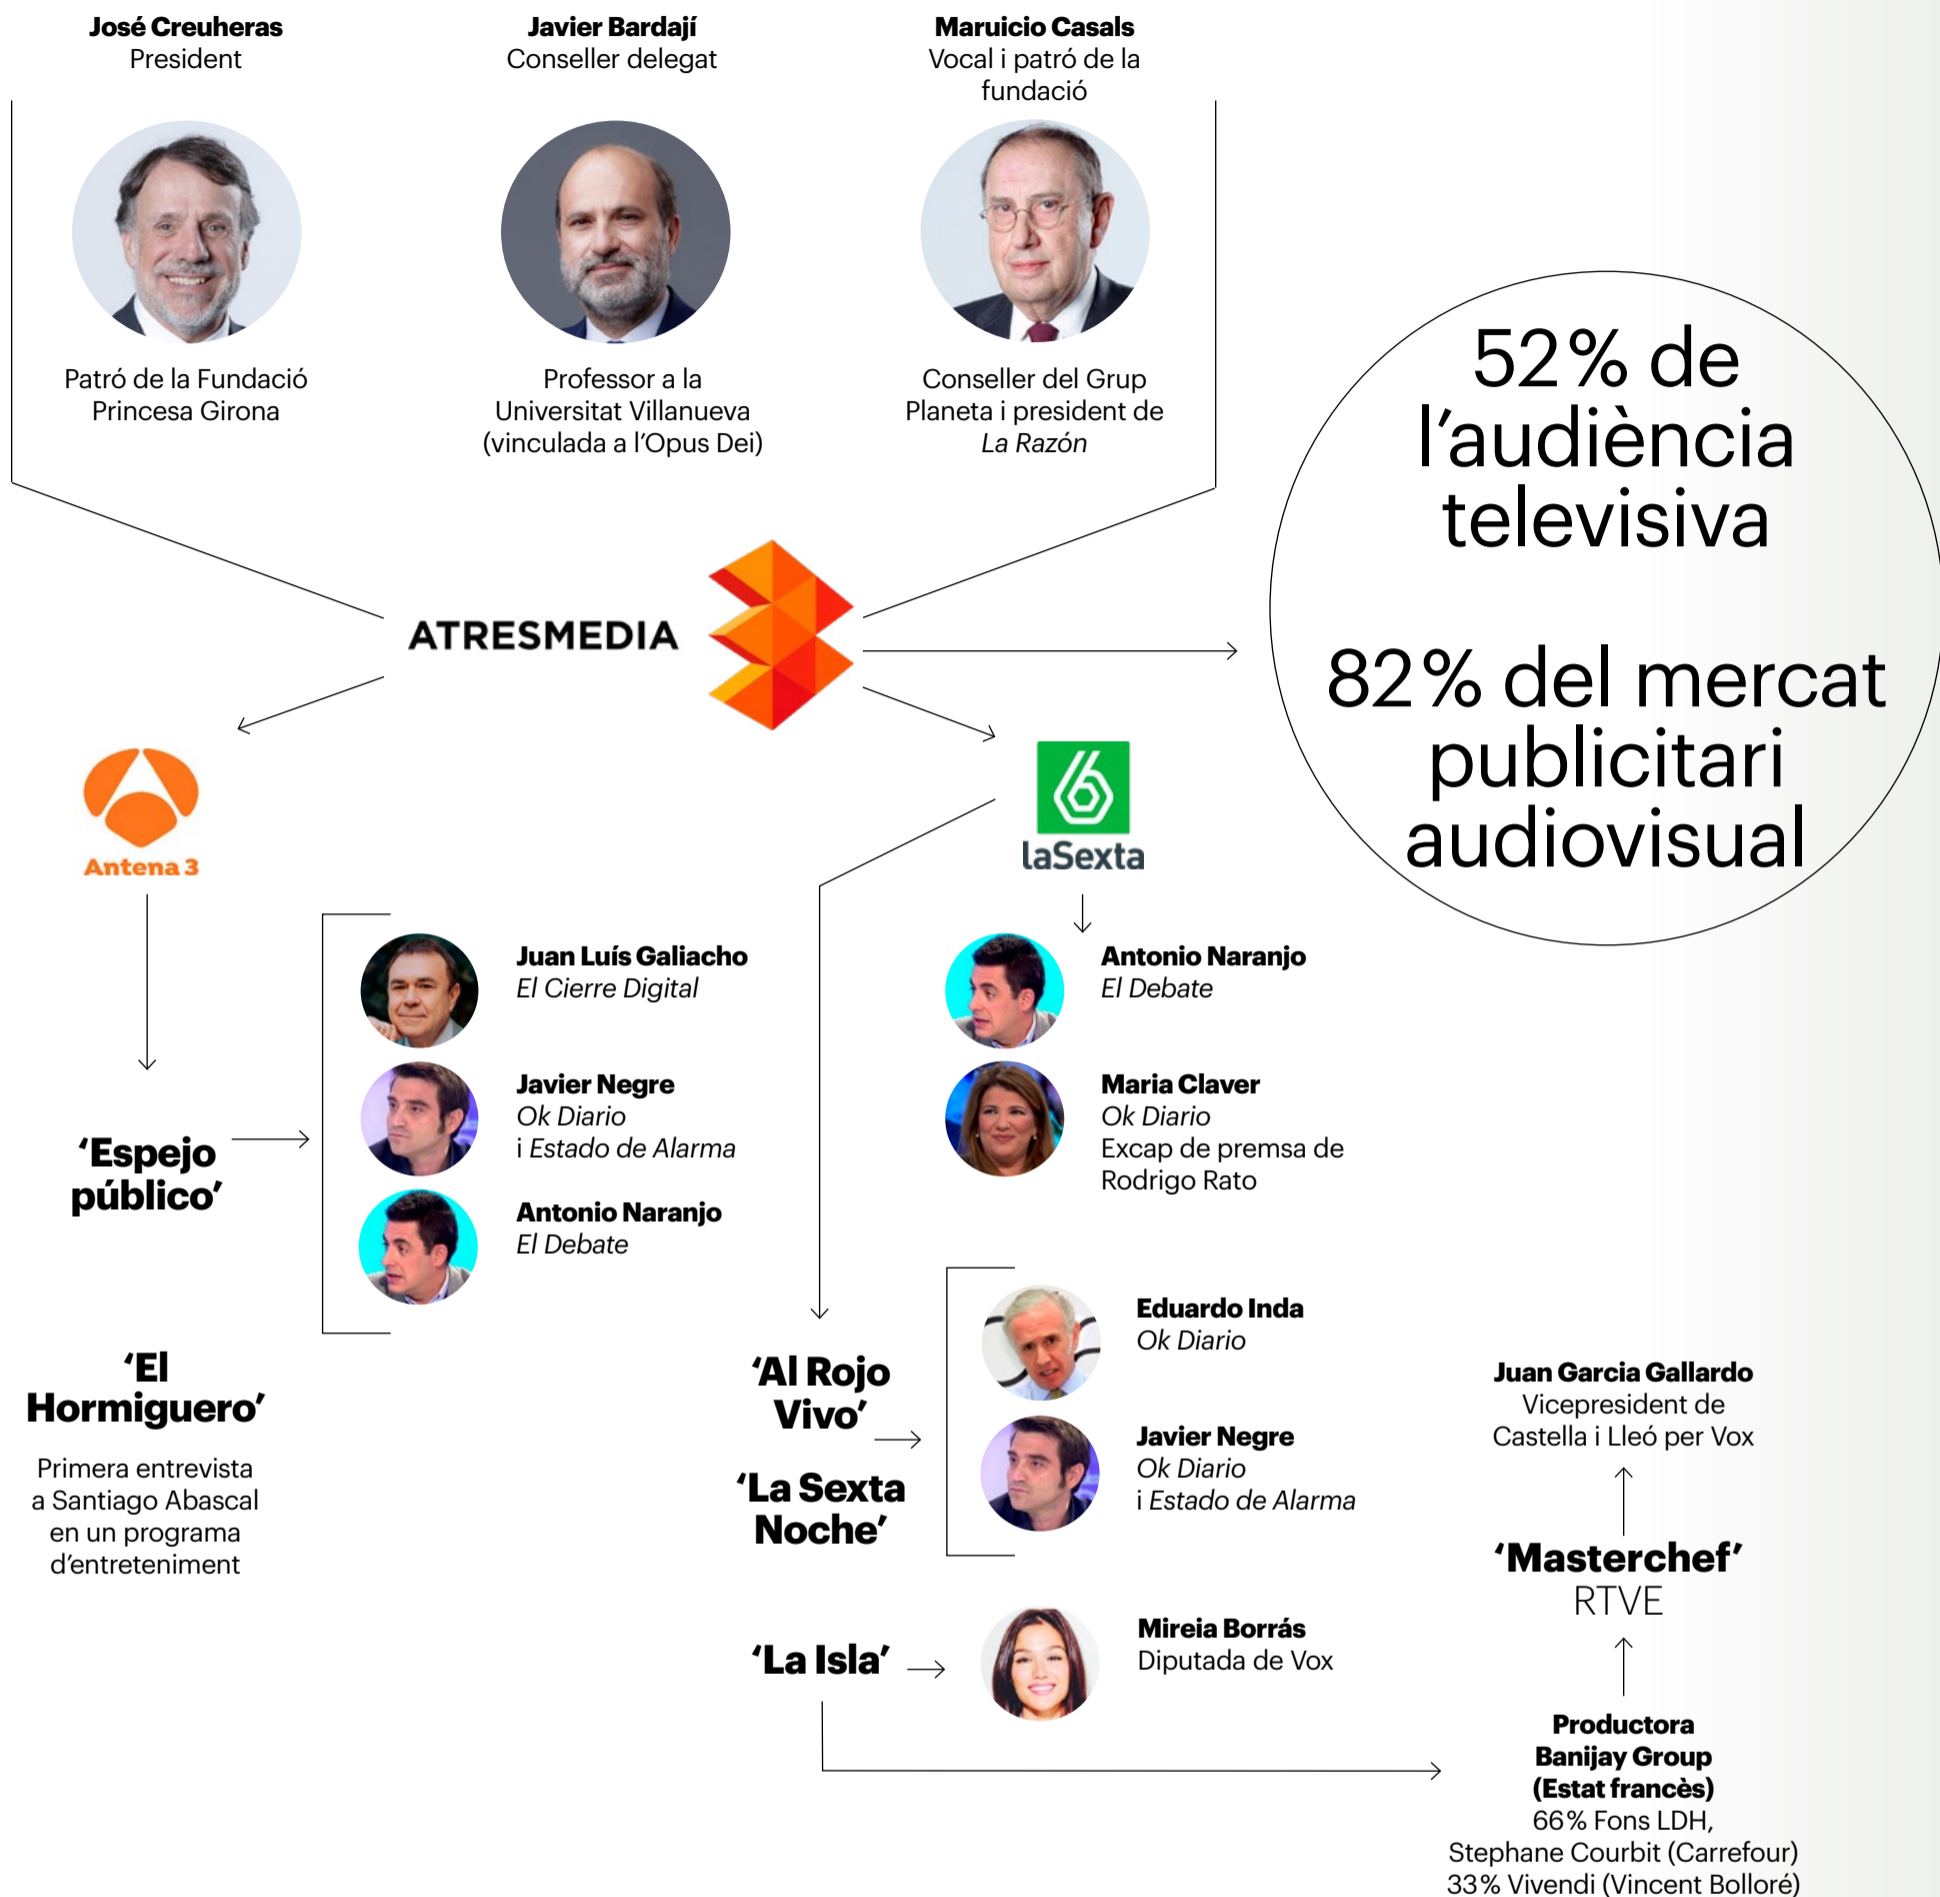 José Creuheras
President
Patró de la Fundació
Princesa Girona
Javier Bardají
Conseller delegat
Professor a la
Universitat Villanueva
(vinculada a l’Opus Dei)
Maruicio Casals
Vocal i patró de la
fundació
Conseller del Grup
Planeta i president de
La Razón
ATRESMEDIA
52% de
l’audiència
televisiva
82% del mercat
publicitari
audiovisual
Antena 3
laSexta
‘Espejo
público’
Juan Luís Galiacho
El Cierre Digital
Javier Negre
Ok Diario
i Estado de Alarma
Antonio Naranjo
El Debate
‘El
Hormiguero’
Primera entrevista
a Santiago Abascal
en un programa
d’entreteniment
Antonio Naranjo
El Debate
Maria Claver
Ok Diario
Excap de premsa de
Rodrigo Rato
‘Al Rojo
Vivo’
‘La Sexta
Noche’
Eduardo Inda
Ok Diario
Javier Negre
Ok Diario
i Estado de Alarma
‘La Isla’
Mireia Borrás
Diputada de Vox
Juan Garcia Gallardo
Vicepresident de
Castella i Lleó per Vox
‘Masterchef’
RTVE
Productora
Banijay Group
(Estat francès)
66% Fons LDH,
Stephane Courbit (Carrefour)
33% Vivendi (Vincent Bolloré)